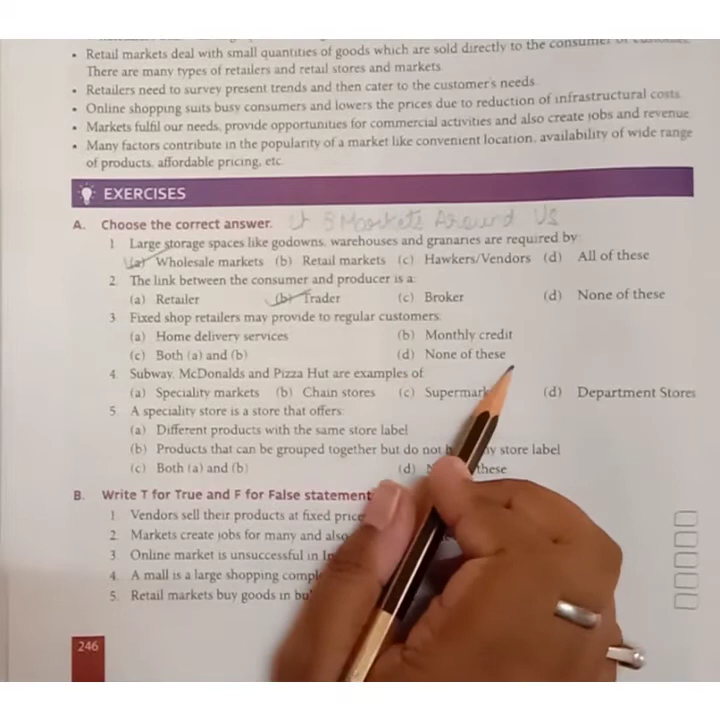 • Retail markets deal with small quantities of goods which are sold directly to the consumer or
There are many types of retailers and retail stores and markets.
• Retailers need to survey present trends and then cater to the customer's needs.
• Online shopping suits busy consumers and lowers the prices due to reduction of infrastructural costs.
• Markets fulfil our needs, provide opportunities for commercial activities and also create jobs and revenue.
• Many factors contribute in the popularity of a market like convenient location, availability of wide range
of products, affordable pricing, etc.
EXERCISES
A. Choose the correct answer. Markets Around Us
1 Large storage spaces like godowns, warehouses and granaries are required by:
(a) Wholesale markets (b) Retail markets (c) Hawkers/Vendors (d) All of these
2. The link between the consumer and producer is a:
(a) Retailer (b) Trader (c) Broker (d) None of these
3 Fixed shop retailers may provide to regular customers:
(a) Home delivery services (b) Monthly credit
(c) Both (a) and (b) (d) None of these
4. Subway, McDonalds and Pizza Hut are examples of
(a) Speciality markets (b) Chain stores (c) Supermark (d) Department Stores
5. A speciality store is a store that offers:
(a) Different products with the same store label
(b) Products that can be grouped together but do not store label
(c) Both (a) and (b) (d) these
B. Write T for True and F for False statement
1. Vendors sell their products at fixed price
2. Markets create jobs for many and also
3. Online market is unsuccessful in
4. A mall is a large shopping compl
5. Retail markets buy goods in bu
246